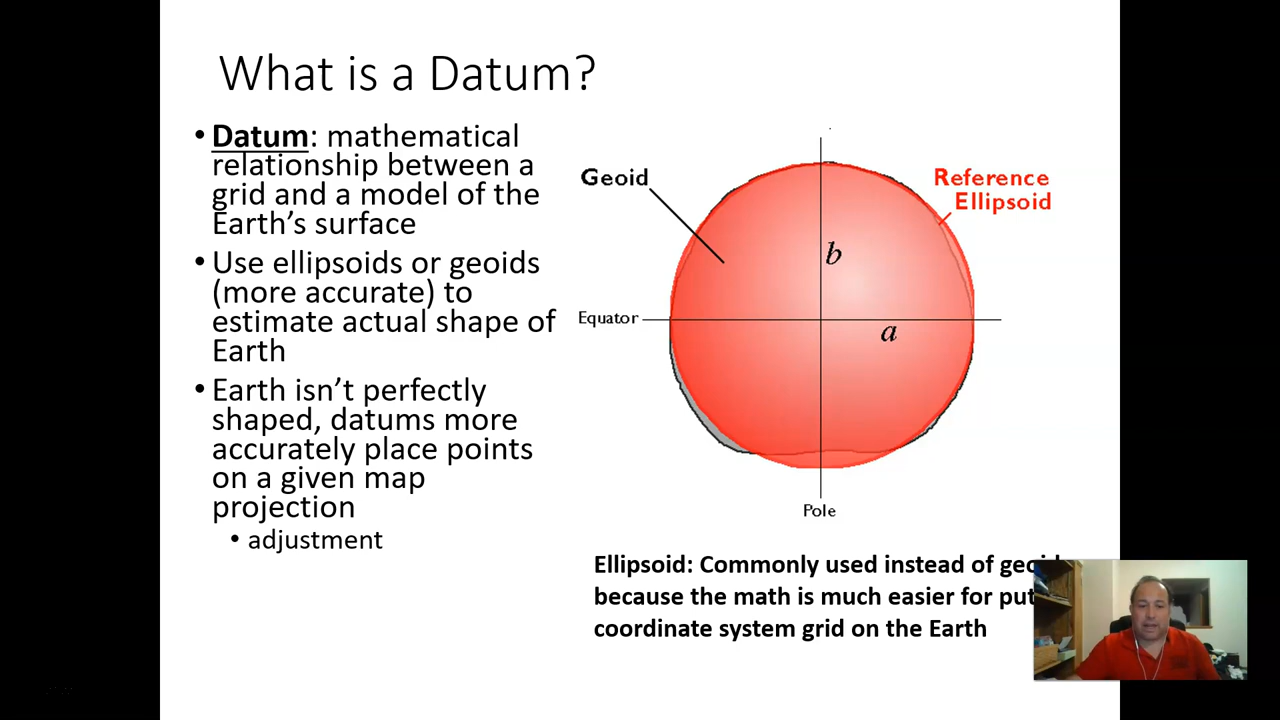 What is a Datum?
• Datum: mathematical
relationship between a
grid and a model of the
Earth’s surface
• Use ellipsoids or geoids
(more accurate) to
estimate actual shape of
Earth
• Earth isn’t perfectly
shaped, datums more
accurately place points
on a given map
projection
• adjustment
Geoid
Reference
Ellipsoid
b
Equator
a
Pole
Ellipsoid: Commonly used instead of
because the math is much easier for
coordinate system grid on the Earth